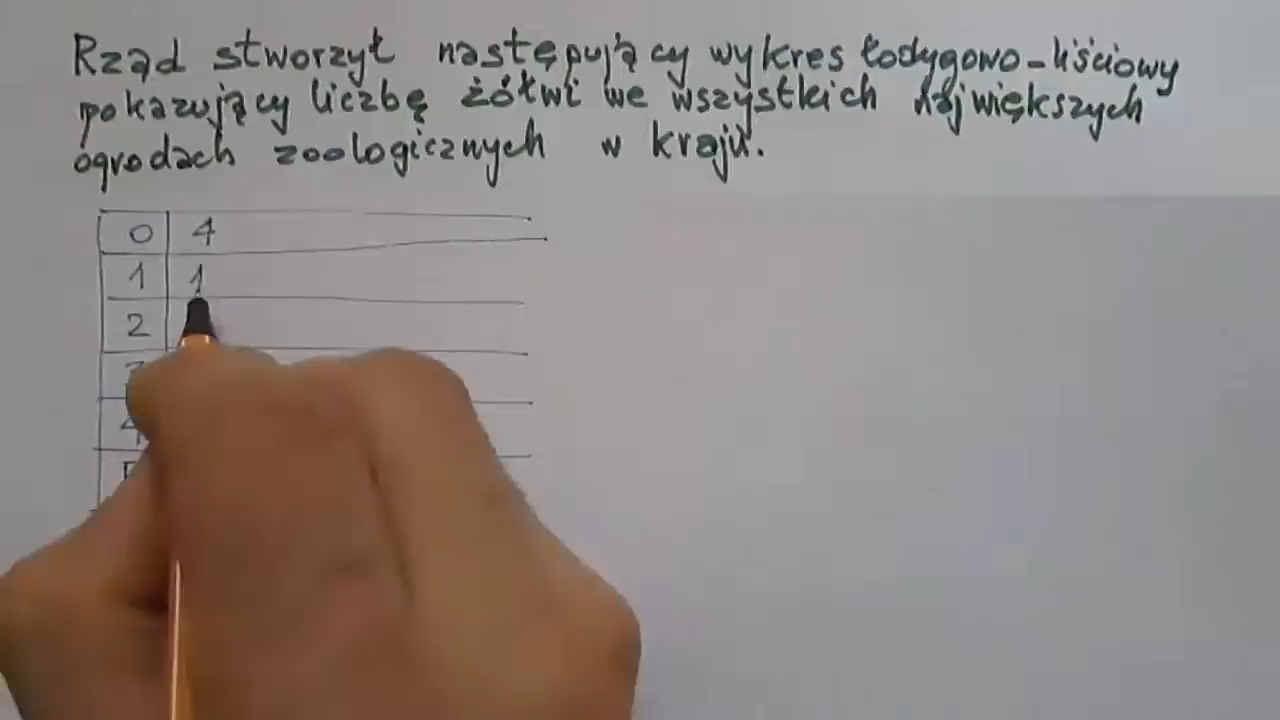 Rząd stworzył następujący wykres łodygowo-liściowy
pokazujący liczbę żółwi we wszystkich największych
ogrodach zoologicznych w kraju.
0 4
1 1
2